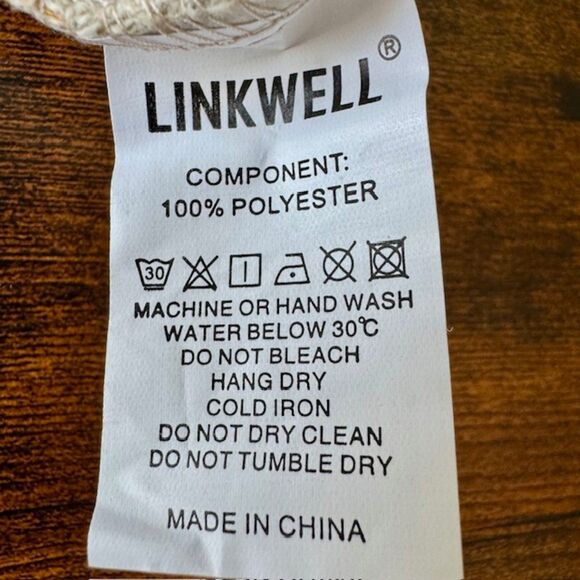 LINKWELL®
COMPONENT:
100% POLYESTER
30
MACHINE OR HAND WASH
WATER BELOW 30℃
DO NOT BLEACH
HANG DRY
COLD IRON
DO NOT DRY CLEAN
DO NOT TUMBLE DRY
MADE IN CHINA